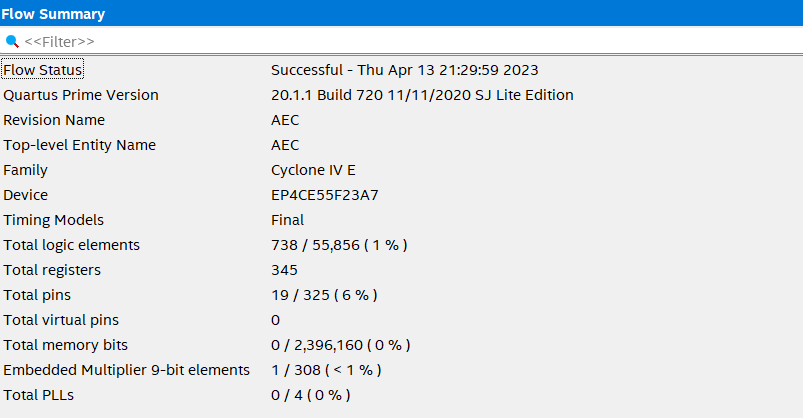 Flow Summary
<<Filter>>
Flow Status Successful - Thu Apr 13 21:29:59 2023
Quartus Prime Version 20.1.1 Build 720 11/11/2020 SJ Lite Edition
Revision Name AEC
Top-level Entity Name AEC
Family Cyclone IV E
Device EP4CE55F23A7
Timing Models Final
Total logic elements 738 / 55,856 ( 1 % )
Total registers 345
Total pins 19 / 325 ( 6 % )
Total virtual pins 0
Total memory bits 0 / 2,396,160 ( 0 % )
Embedded Multiplier 9-bit elements 1 / 308 ( < 1 % )
Total PLLs 0 / 4 ( 0 % )